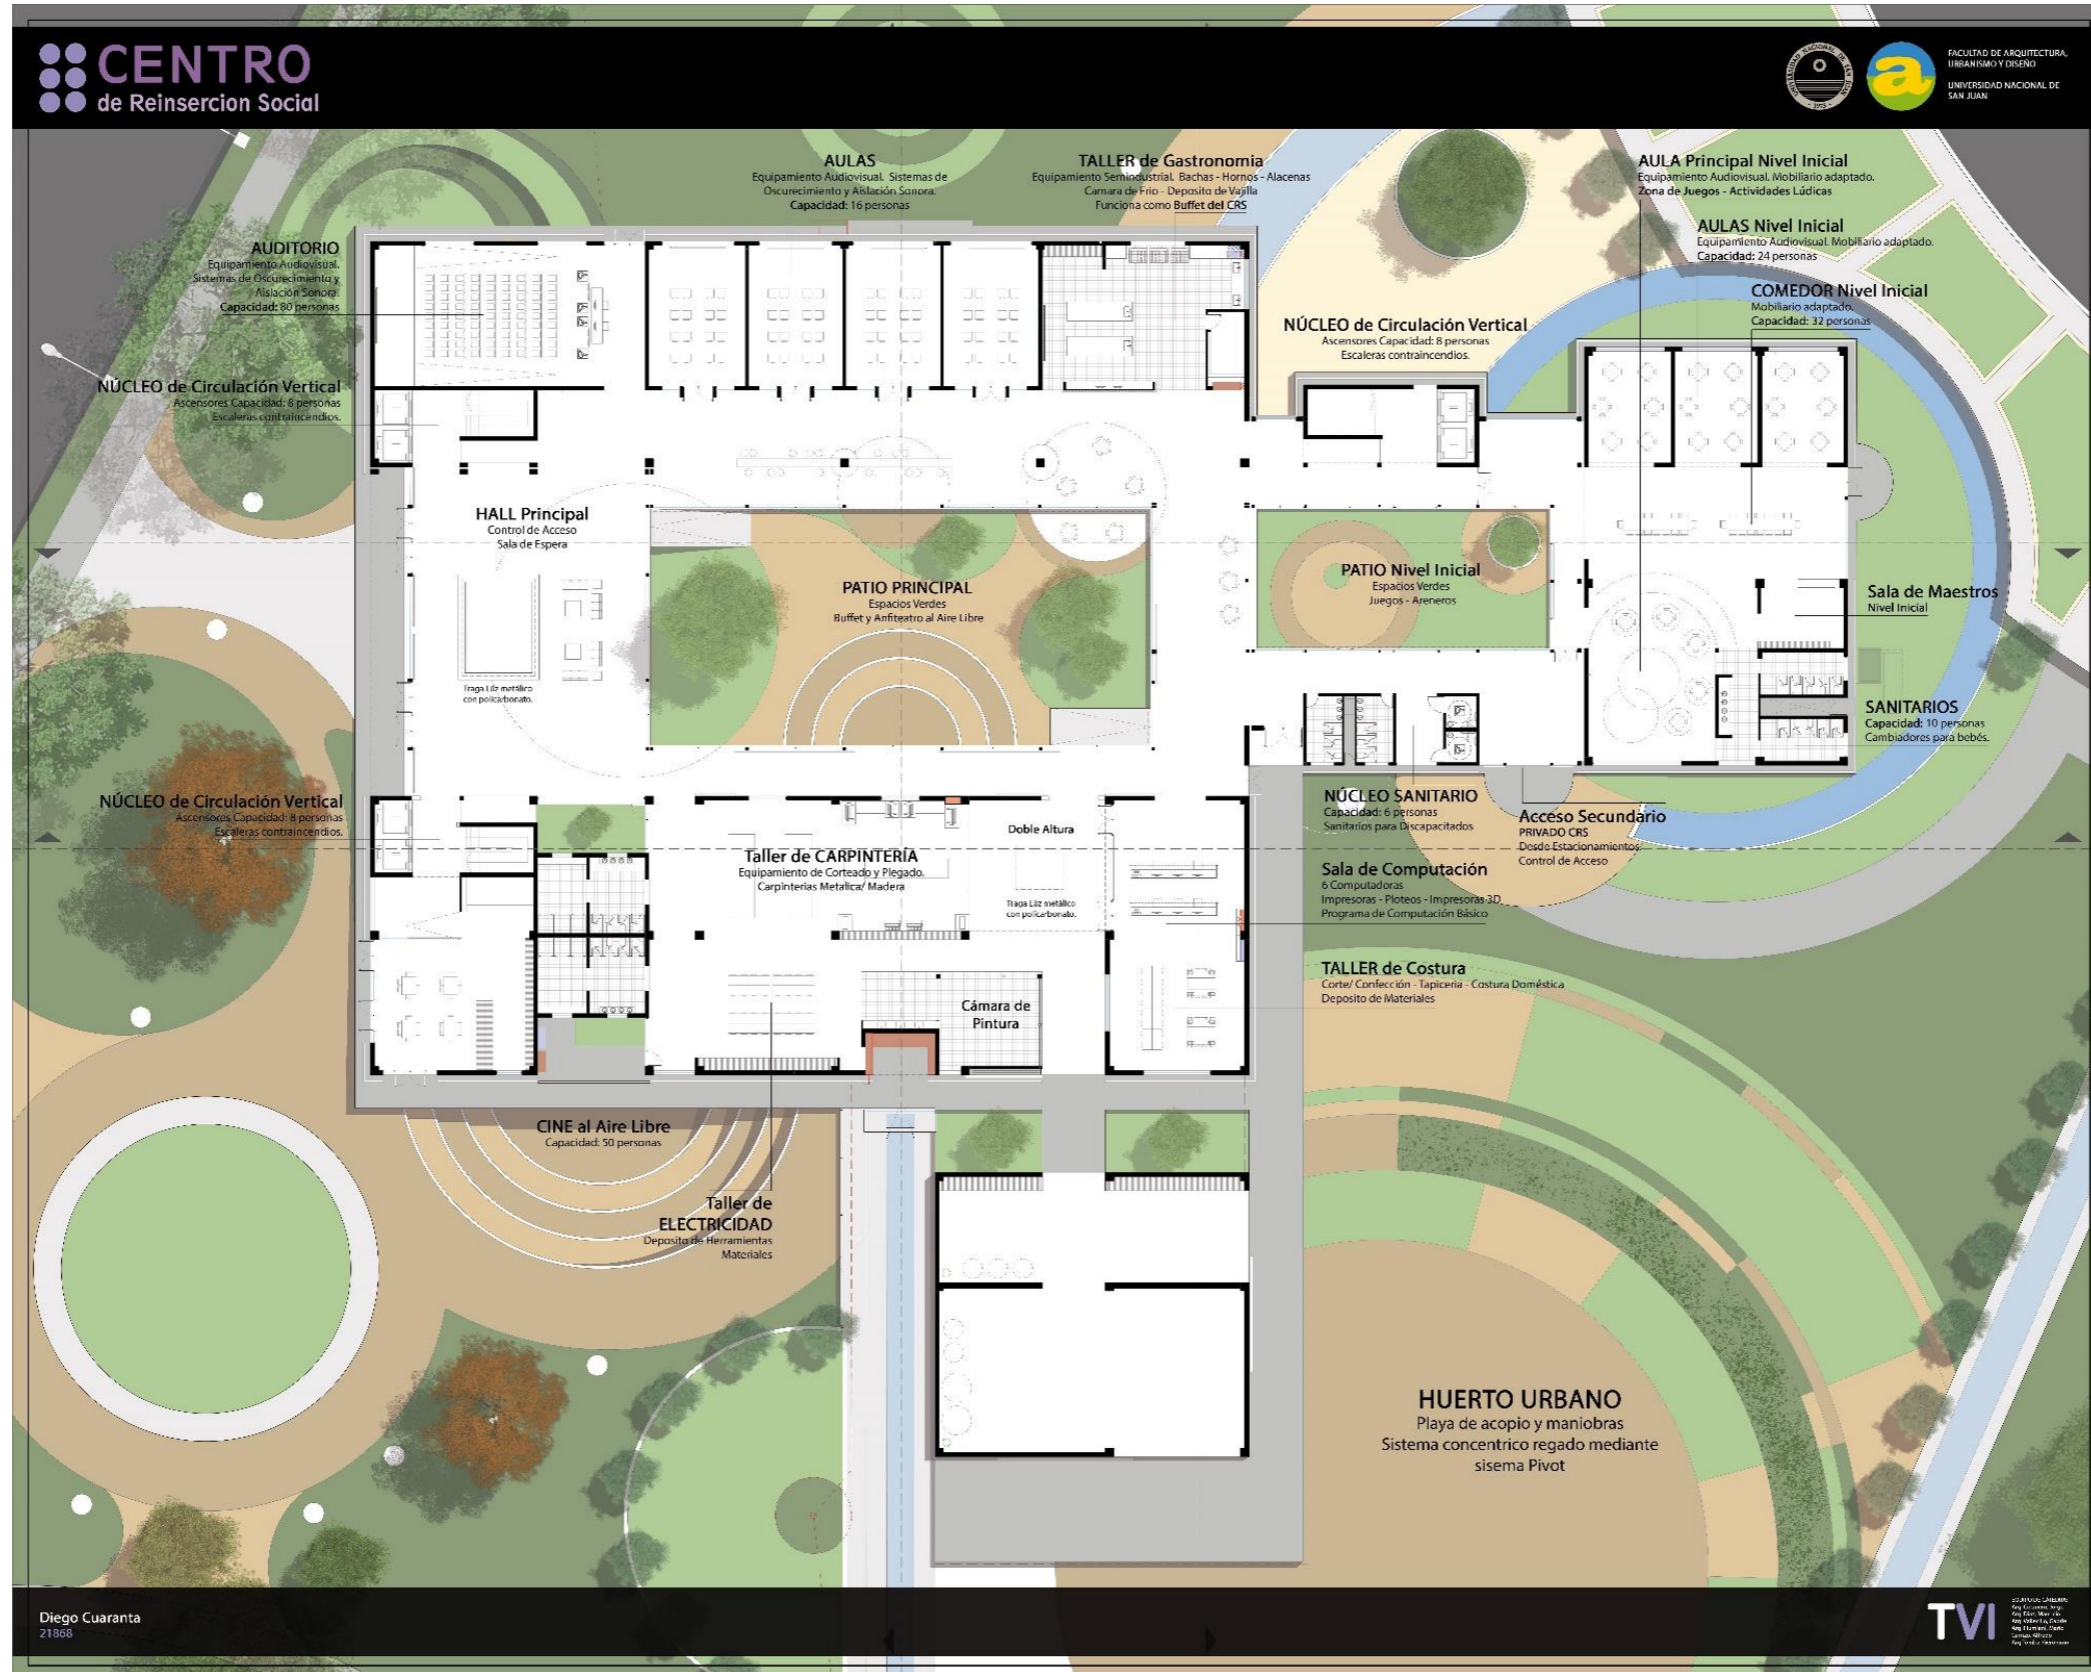 CENTRO
de Reinsercion Social
FACULTAD DE ARQUITECTURA,
URBANISMO Y DISEÑO
UNIVERSIDAD NACIONAL DE
SAN JUAN
AULAS
Equipamiento Audiovisual. Sistemas de
Oscurecimiento y Aislación Sonora.
Capacidad: 16 personas
TALLER de Gastronomia
Equipamiento Semindustrial. Bachas - Hornos - Alacenas
Camara de Frio - Deposito de Vajilla
Funciona como Buffet del CRS
AULA Principal Nivel Inicial
Equipamiento Audiovisual. Mobiliario adaptado.
Zona de Juegos - Actividades Lúdicas
AULAS Nivel Inicial
Equipamiento Audiovisual. Mobiliario adaptado.
Capacidad: 24 personas
AUDITORIO
Equipamiento Audiovisual.
Sistemas de Oscurecimiento y
Aislación Sonora.
Capacidad: 80 personas
COMEDOR Nivel Inicial
Mobiliario adaptado.
Capacidad: 32 personas
NÚCLEO de Circulación Vertical
Ascensores Capacidad: 8 personas
Escaleras contraincendios.
NÚCLEO de Circulación Vertical
Ascensores Capacidad: 8 personas
Escaleras contraincendios.
HALL Principal
Control de Acceso
Sala de Espera
PATIO PRINCIPAL
Espacios Verdes
Buffet y Anfiteatro al Aire Libre
PATIO Nivel Inicial
Espacios Verdes
Juegos - Areneros
Sala de Maestros
Nivel Inicial
Traga Lúz metálico
con policarbonato.
SANITARIOS
Capacidad: 10 personas
Cambiadores para bebés.
NÚCLEO de Circulación Vertical
Ascensores Capacidad: 8 personas
Escaleras contraincendios.
NÚCLEO SANITARIO
Capacidad: 6 personas
Sanitarios para Discapacitados
Acceso Secundario
PRIVADO CRS
Desde Estacionamientos
Control de Acceso
Doble Altura
Taller de CARPINTERIA
Equipamiento de Corteado y Plegado.
Carpinterias Metalica/ Madera
Traga Lúz metálico
con policarbonato.
Sala de Computación
6 Computadoras
Impresoras - Ploteos - Impresoras 3D
Programa de Computación Básico
TALLER de Costura
Corte/ Confección - Tapiceria - Costura Doméstica
Deposito de Materiales
Cámara de
Pintura
CINE al Aire Libre
Capacidad: 50 personas
Taller de
ELECTRICIDAD
Deposito de Herramientas
Materiales
HUERTO URBANO
Playa de acopio y maniobras
Sistema concentrico regado mediante
sisema Pivot
Diego Cuaranta
21868
TVI